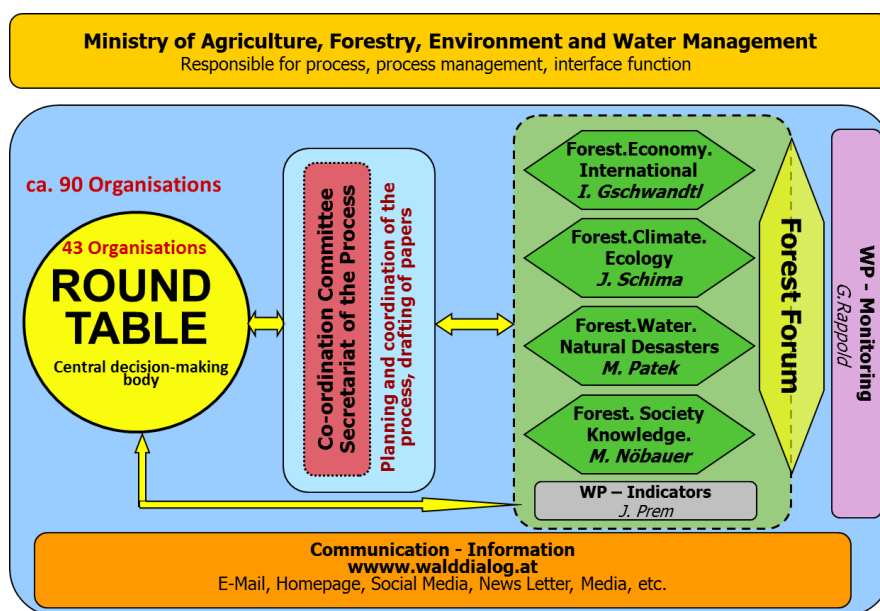 Ministry of Agriculture, Forestry, Environment and Water Management
Responsible for process, process management, interface function
ca. 90 Organisations
43 Organisations
ROUND
TABLE
Central decision-making
body
Co-ordination Committee
Secretariat of the Process
Planning and coordination of the
process, drafting of papers
Forest.Economy.
International
I. Gschwandtl
Forest.Climate.
Ecology
J. Schima
Forest.Water.
Natural Desasters
M. Patek
Forest. Society
Knowledge.
M. Nöbauer
WP – Indicators
J. Prem
Forest Forum
WP - Monitoring
G.Rappold
Communication - Information
wwww.walddialog.at
E-Mail, Homepage, Social Media, News Letter, Media, etc.